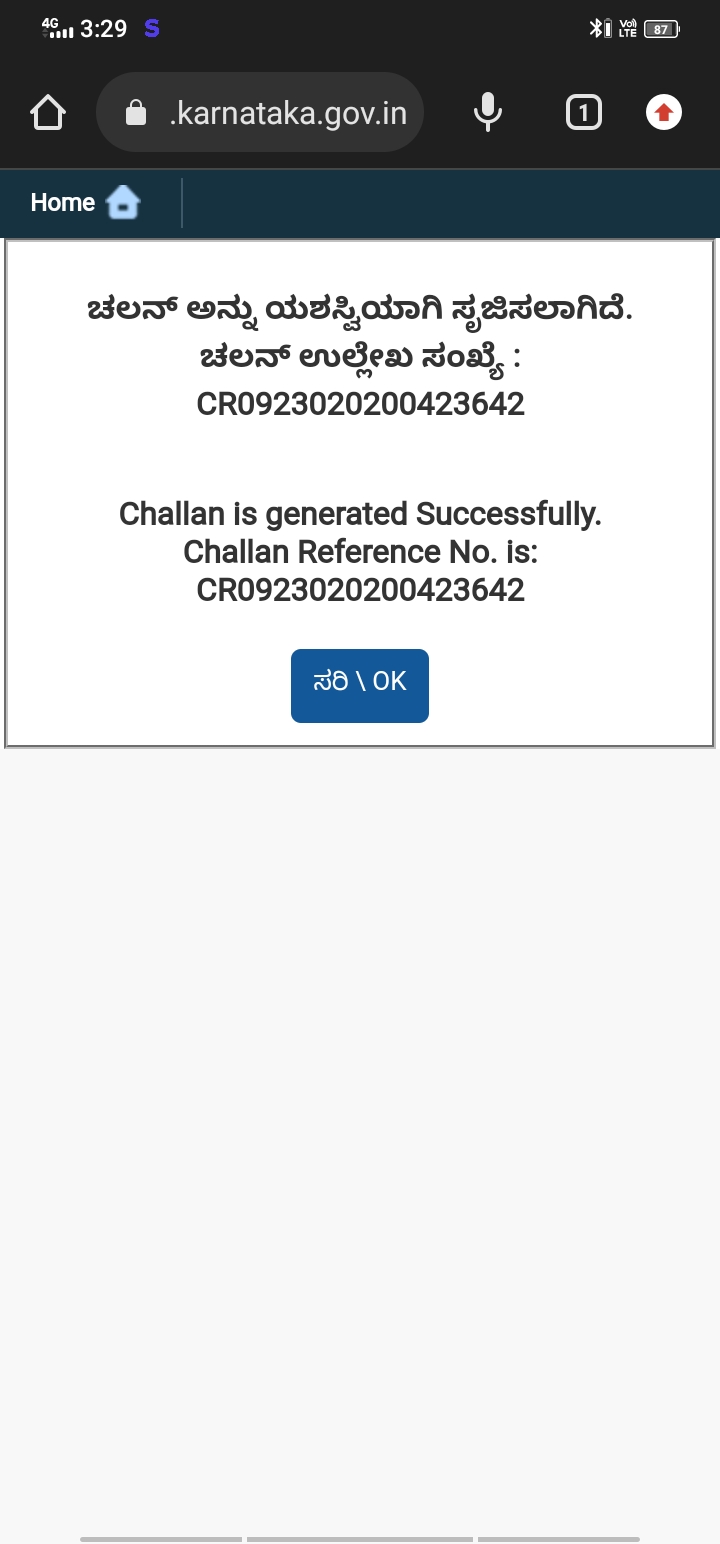 4G 3:29 S Vo) LTE 87
.karnataka.gov.in 1
Home
ಚಲನ್ ಅನ್ನು ಯಶಸ್ವಿಯಾಗಿ ಸೃಜಿಸಲಾಗಿದೆ.
ಚಲನ್ ಉಲ್ಲೇಖ ಸಂಖ್ಯೆ :
CR0923020200423642
Challan is generated Successfully.
Challan Reference No. is:
CR0923020200423642
ಸರಿ \ OK